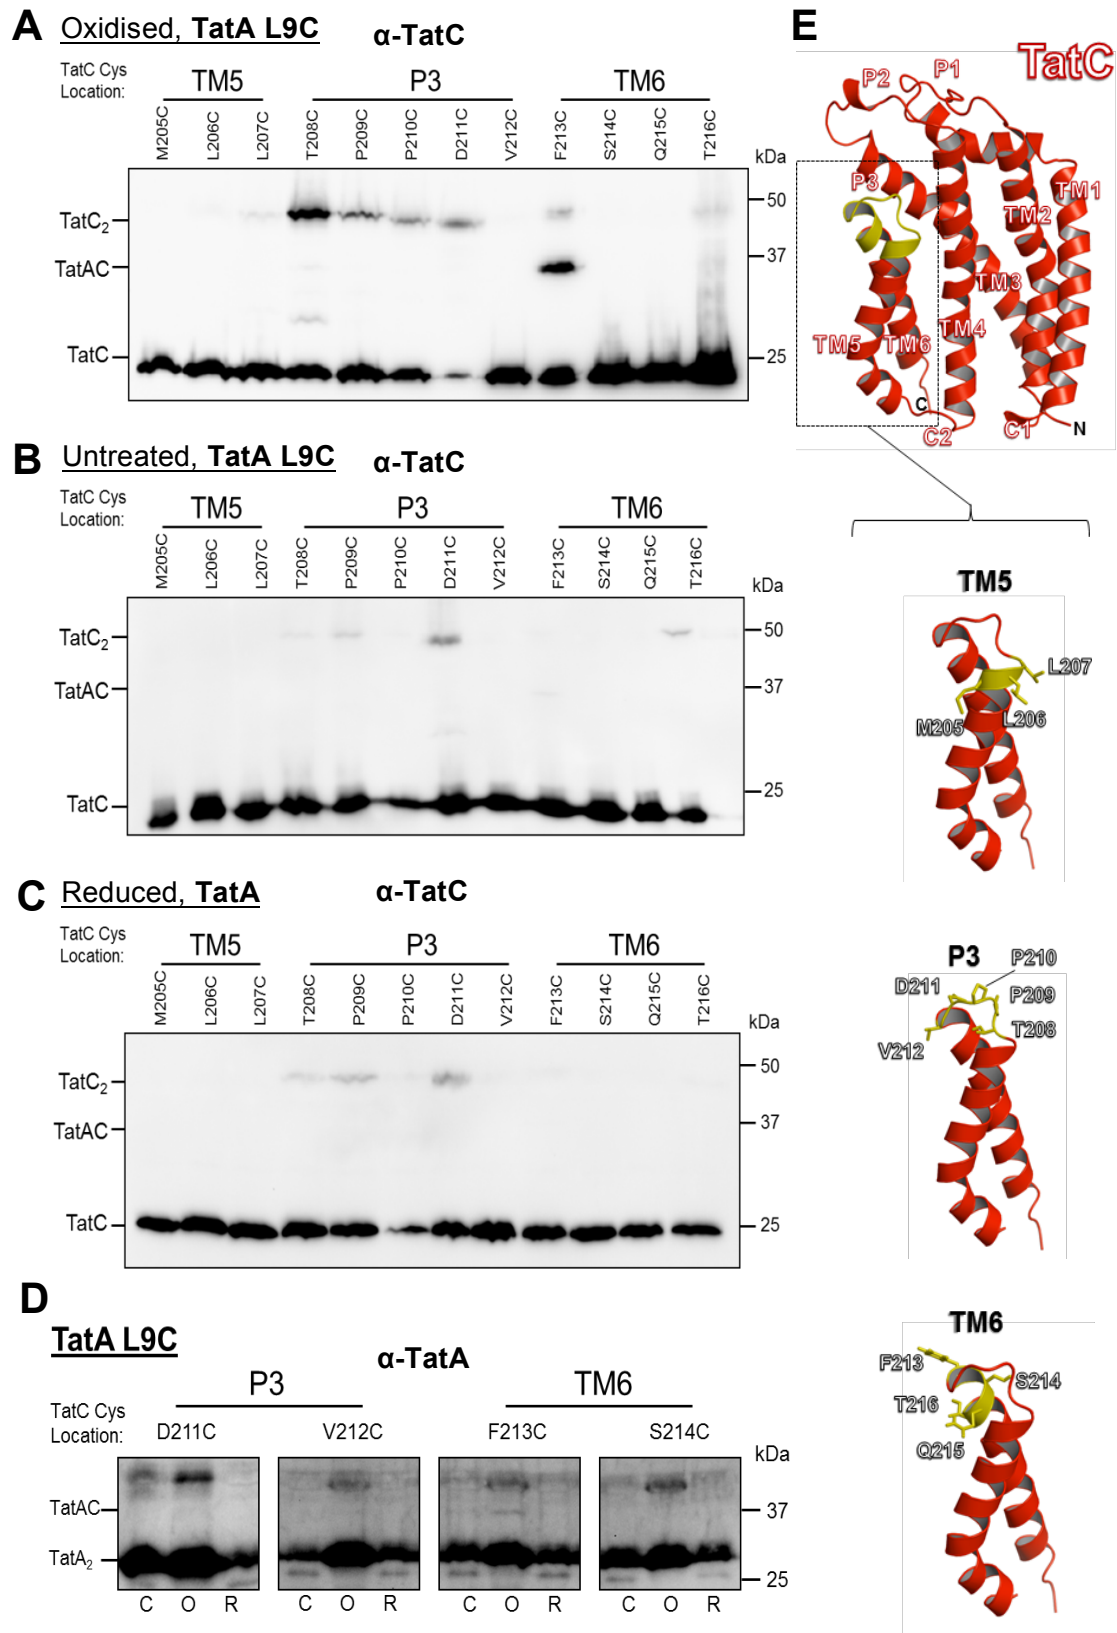 A Oxidised, TatA L9C α-TatC
TatC Cys
Location:
TM5 P3 TM6
M205C L206C L207C T208C P209C P210C D211C V212C F213C S214C Q215C T216C
kDa
TatC2
TatAC
TatC
50
37
25
B Untreated, TatA L9C α-TatC
TatC Cys
Location:
TM5 P3 TM6
M205C L206C L207C T208C P209C P210C D211C V212C F213C S214C Q215C T216C
kDa
TatC2
TatAC
TatC
50
37
25
C Reduced, TatA α-TatC
TatC Cys
Location:
TM5 P3 TM6
M205C L206C L207C T208C P209C P210C D211C V212C F213C S214C Q215C T216C
kDa
TatC2
TatAC
TatC
50
37
25
D
TatA L9C α-TatA
P3 TM6
TatC Cys
Location:
D211C V212C F213C S214C
kDa
TatAC
TatA2
37
25
C O R C O R C O R C O R
E
TatC
P2 P1
P3
TM1
TM2
TM3
TM4
TM5 TM6
C
C2 C1 N
TM5
L207
M205 L206
P3
P210
D211
P209
T208
V212
TM6
F213
S214
T216
Q215